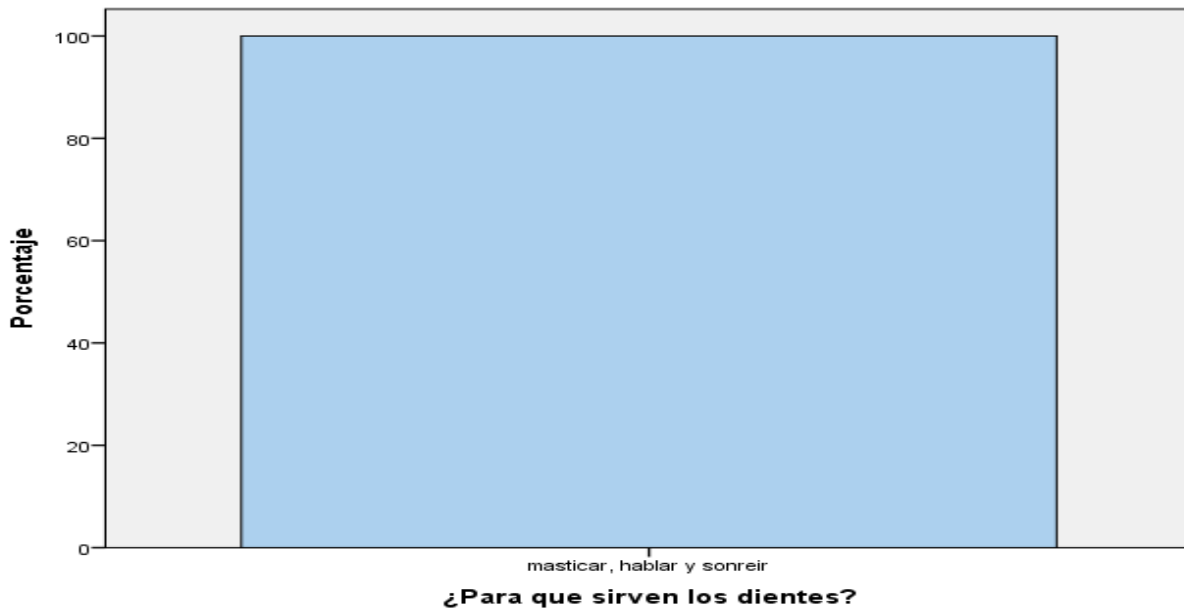 Porcentaje
100
80
60
40
20
0
masticar, hablar y sonreir
¿Para que sirven los dientes?